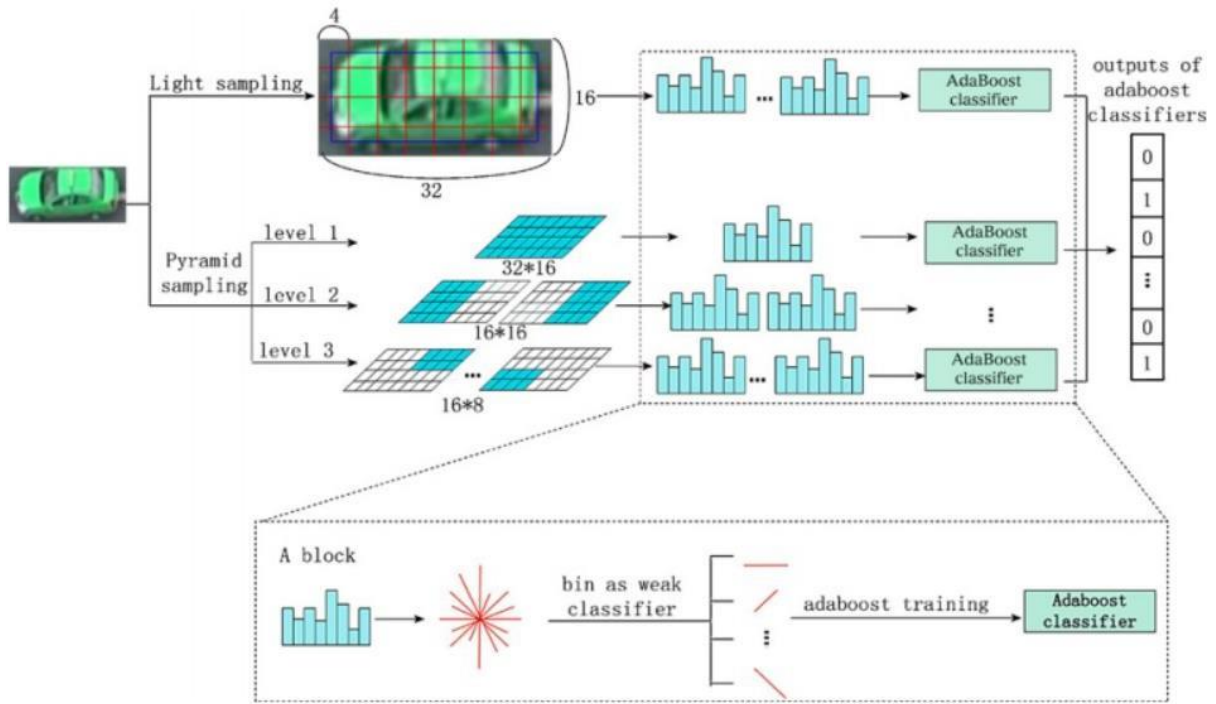 4
Light sampling
16
32
AdaBoost
classifier
outputs of
adaboost
classifiers
0
1
0
...
0
1
Pyramid
sampling
level 1
32*16
AdaBoost
classifier
level 2
16*16
...
level 3
...
16*8
...
AdaBoost
classifier
A block
bin as weak
classifier
...
adaboost training
Adaboost
classifier